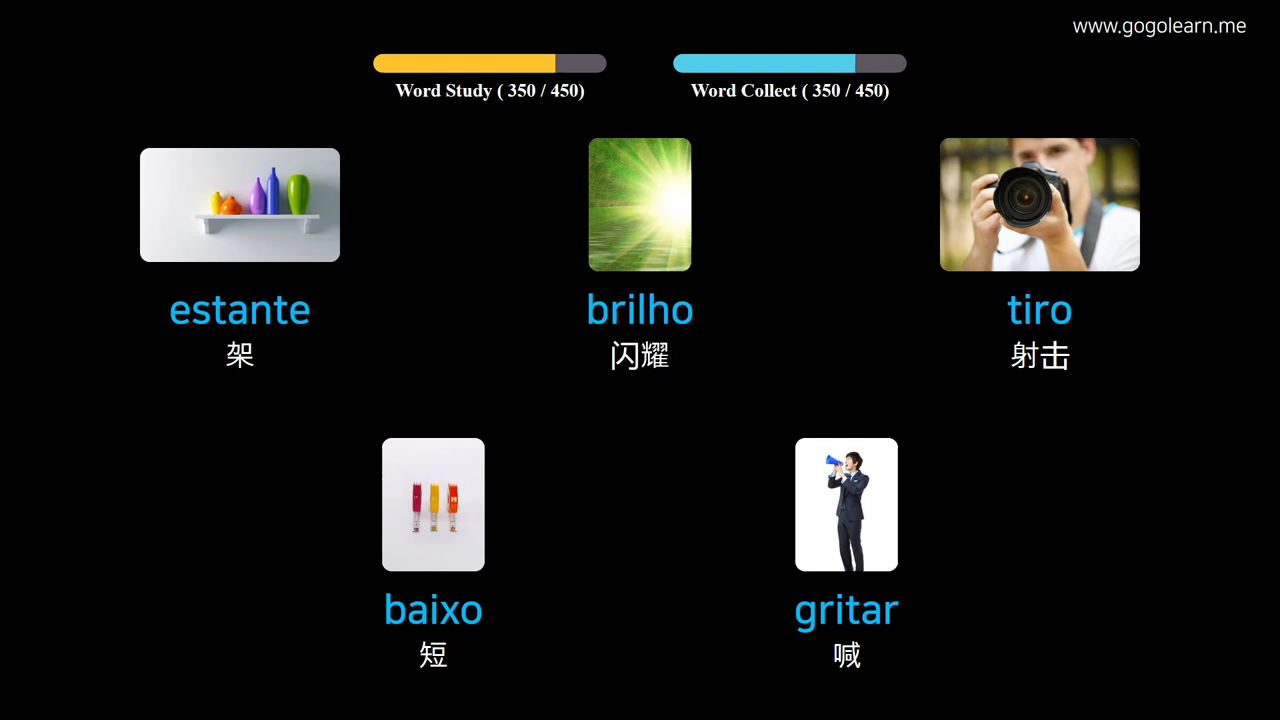 www.gogolearn.me
Word Study ( 350 / 450)
Word Collect ( 350 / 450)
estante
架
brilho
闪耀
tiro
射击
baixo
短
gritar
喊